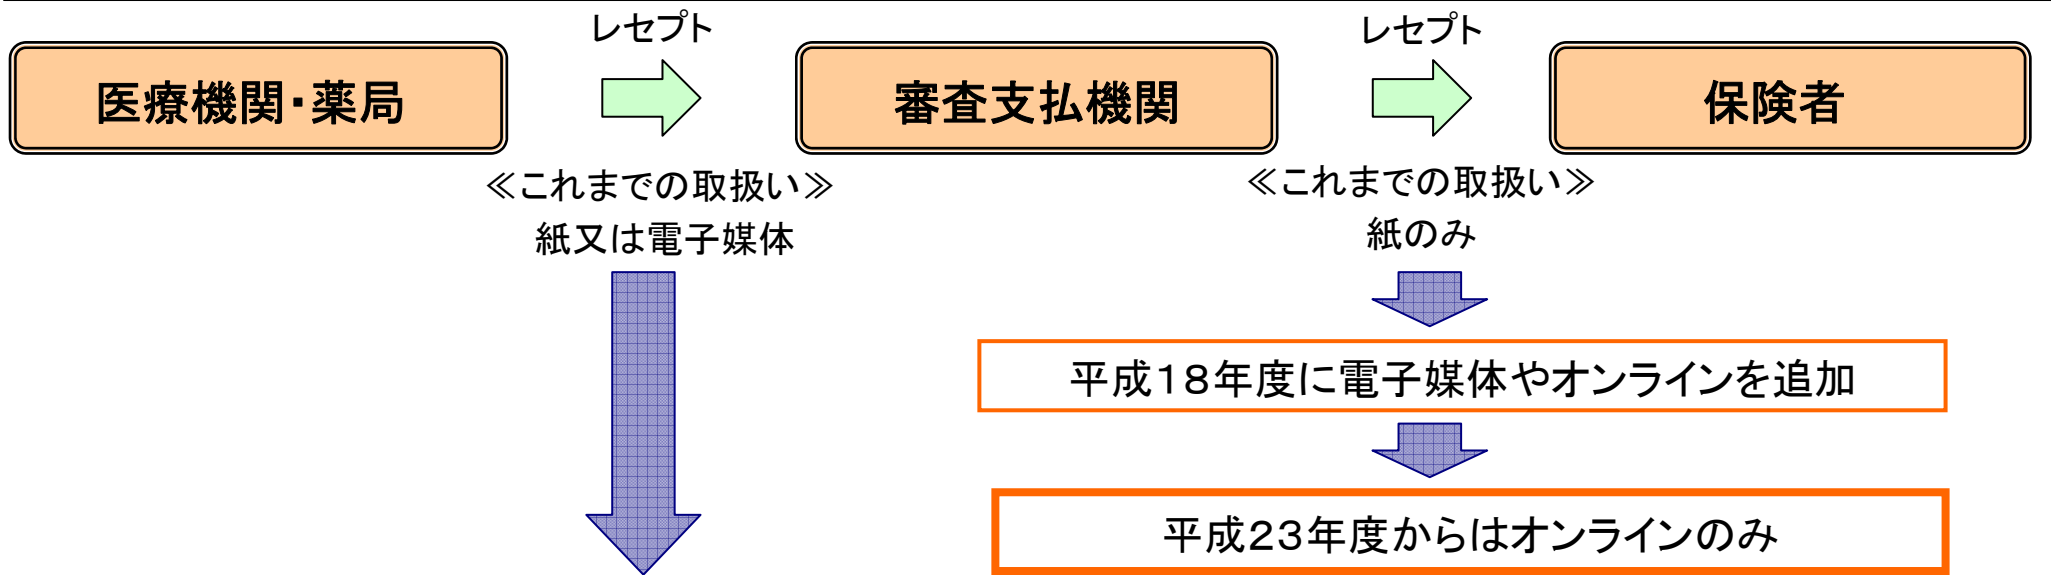 レセプト
レセプト
医療機関・薬局
審査支払機関
保険者
≪これまでの取扱い≫
紙又は電子媒体
≪これまでの取扱い≫
紙のみ
平成18年度に電子媒体やオンラインを追加
平成23年度からはオンラインのみ